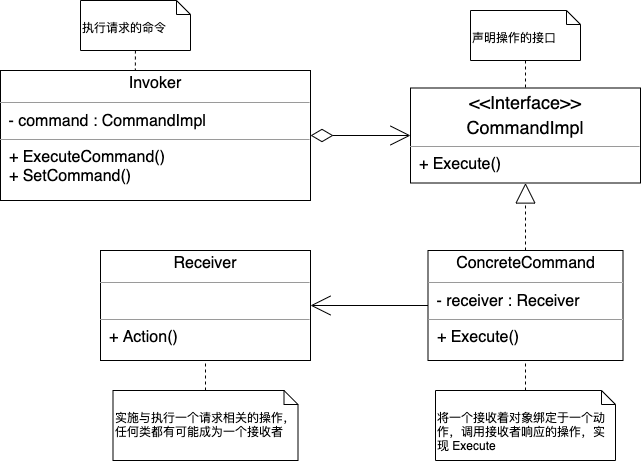 执行请求的命令
声明操作的接口
Invoker
- command : CommandImpl
+ ExecuteCommand()
+ SetCommand()
<<Interface>>
CommandImpl
+ Execute()
Receiver
+ Action()
ConcreteCommand
- receiver : Receiver
+ Execute()
实施与执行一个请求相关的操作，
任何类都有可能成为一个接收者
将一个接收着对象绑定于一个动
作，调用接收者响应的操作，实
现 Execute